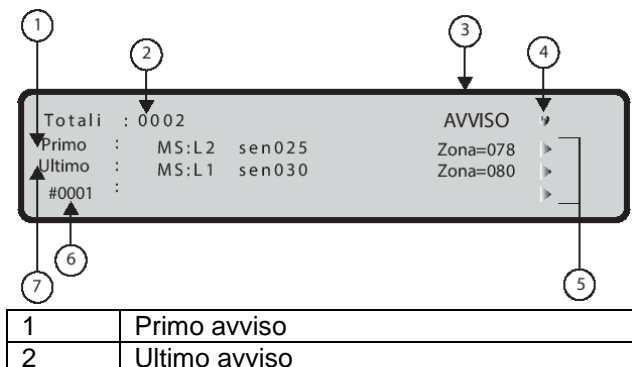 1 2 3 4
Totali : 0002 AVVISO
Primo : MS:L2 sen025 Zona=078
Ultimo : MS:L1 sen030 Zona=080
#0001 :
6
7 5
1 Primo avviso
2 Ultimo avviso